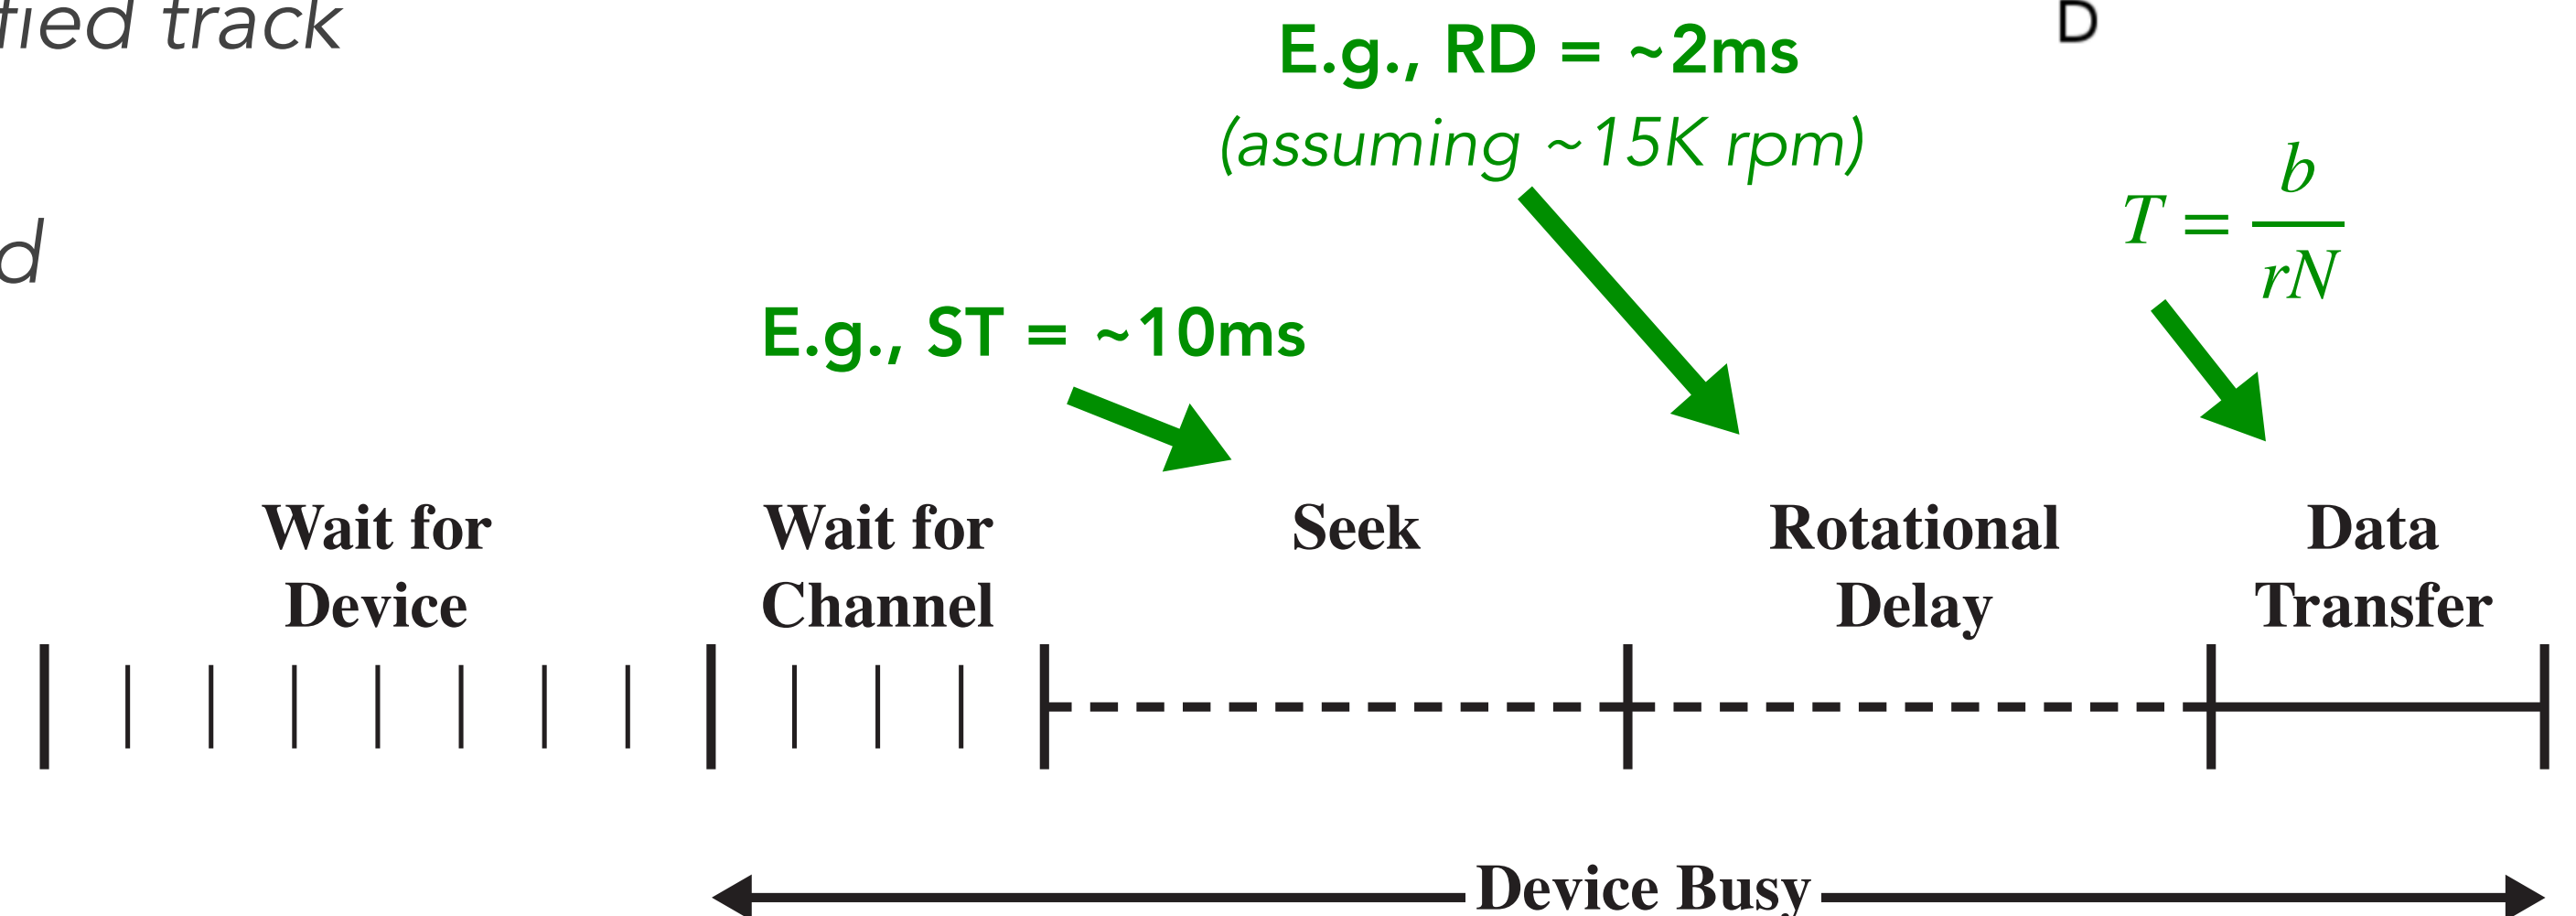 fied track
D
E.g., RD = ~2ms
(assuming ~15K rpm)
T = b / rN
d
E.g., ST = ~10ms
Wait for Device
Wait for Channel
Seek
Rotational Delay
Data Transfer
Device Busy